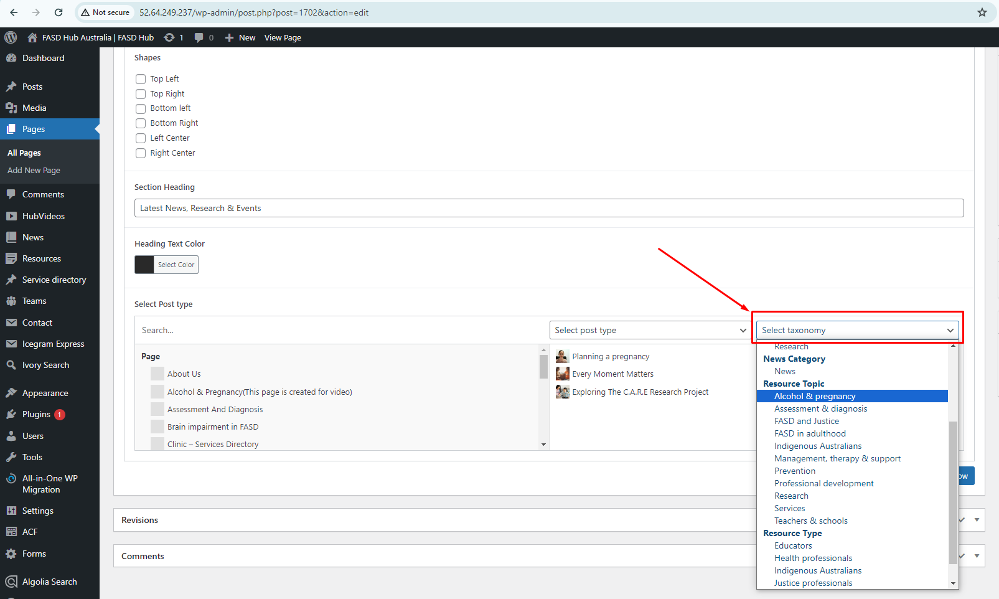 Not secure 52.64.249.237/wp-admin/post.php?post=1702&action=edit
FASD Hub Australia | FASD Hub 1 0 New View Page
Dashboard
Posts
Media
Pages
All Pages
Add New Page
Comments
HubVideos
News
Resources
Service directory
Teams
Contact
Icegram Express
Ivory Search
Appearance
Plugins 1
Users
Tools
All-in-One WP
Migration
Settings
ACF
Forms
Algolia Search
Shapes
Top Left
Top Right
Bottom left
Bottom Right
Left Center
Right Center
Section Heading
Latest News, Research & Events
Heading Text Color
Select Color
Select Post type
Search...
Select post type
Select taxonomy
Page
About Us
Alcohol & Pregnancy(This page is created for video)
Assessment And Diagnosis
Brain impairment in FASD
Clinic – Services Directory
Planning a pregnancy
Every Moment Matters
Exploring The C.A.R.E Research Project
Research
News Category
News
Resource Topic
Alcohol & pregnancy
Assessment & diagnosis
FASD and Justice
FASD in adulthood
Indigenous Australians
Management, therapy & support
Prevention
Professional development
Research
Services
Teachers & schools
Resource Type
Educators
Health professionals
Indigenous Australians
Justice professionals
ow
Revisions
Comments